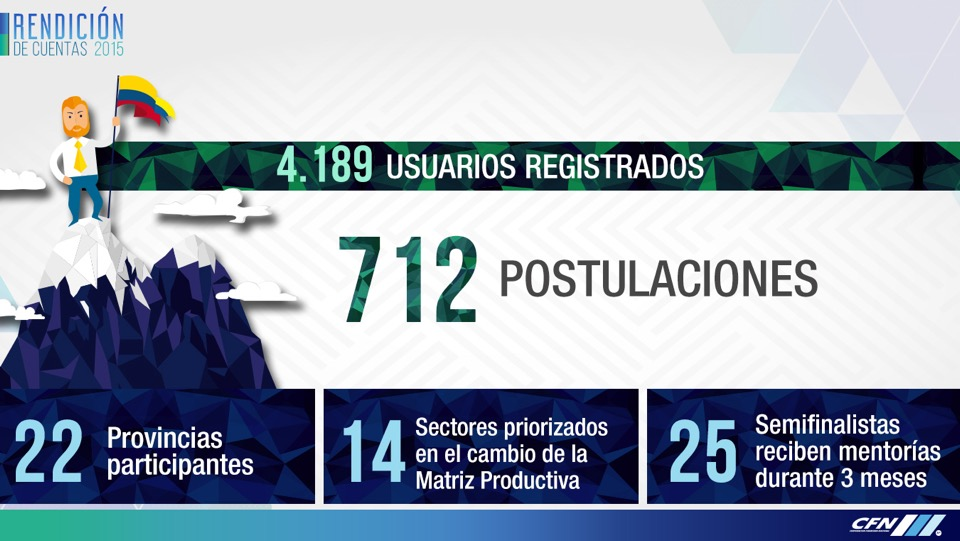 RENDICIÓN
DE CUENTAS 2015
4.189 USUARIOS REGISTRADOS
712 POSTULACIONES
22 Provincias
participantes
14 Sectores priorizados
en el cambio de la
Matriz Productiva
25 Semifinalistas
reciben mentorías
durante 3 meses
CFN